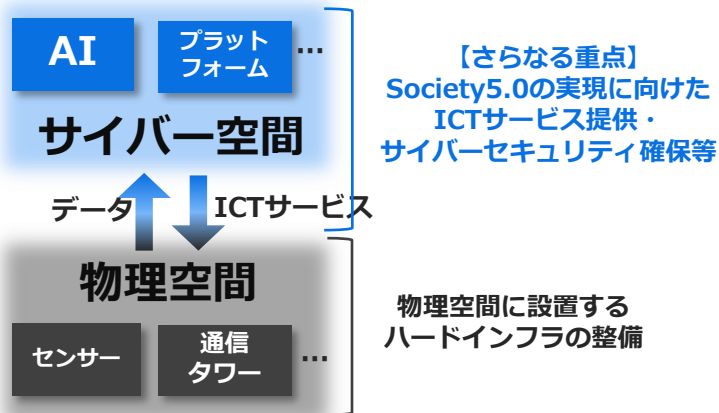 AI
プラット
フォーム
…
サイバー空間
データ
ICTサービス
物理空間
センサー
通信
タワー
…
【さらなる重点】
Society5.0の実現に向けた
ICTサービス提供・
サイバーセキュリティ確保等
物理空間に設置する
ハードインフラの整備